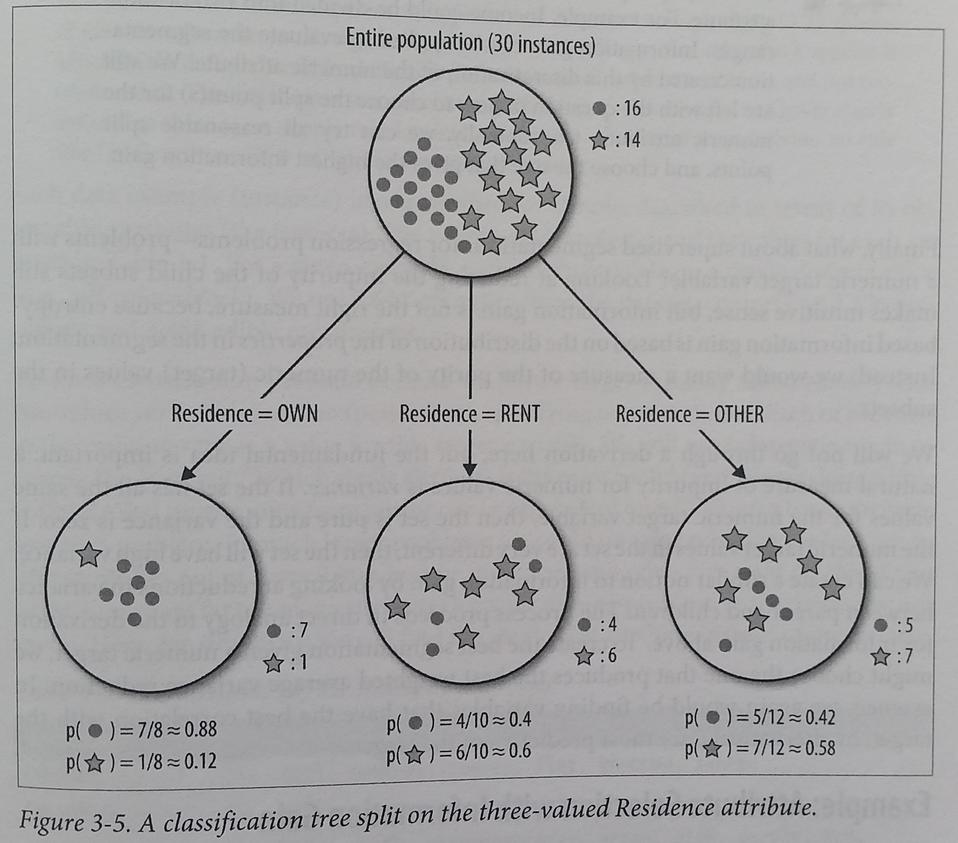 Entire population (30 instances)
: 16
: 14
Residence = OWN
Residence = RENT
Residence = OTHER
: 7
: 1
: 4
: 6
: 5
: 7
p( ) = 7/8 ≈ 0.88
p( ) = 1/8 ≈ 0.12
p( ) = 4/10 ≈ 0.4
p( ) = 6/10 ≈ 0.6
p( ) = 5/12 ≈ 0.42
p( ) = 7/12 ≈ 0.58
Figure 3-5. A classification tree split on the three-valued Residence attribute.